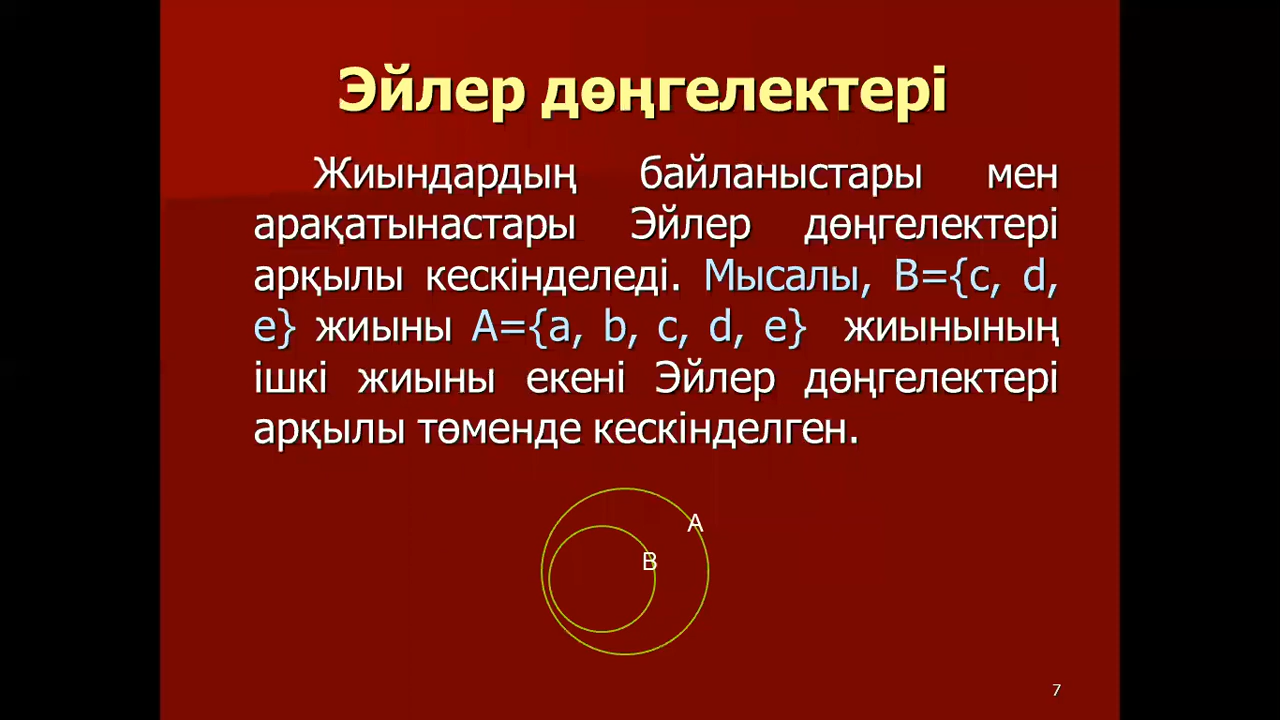 Эйлер дөңгелектері
Жиындардың байланыстары мен
арақатынастары Эйлер дөңгелектері
арқылы кескінделеді. Мысалы, B={c, d,
e} жиыны A={a, b, c, d, e} жиынының
ішкі жиыны екені Эйлер дөңгелектері
арқылы төменде кескінделген.
A
B
7